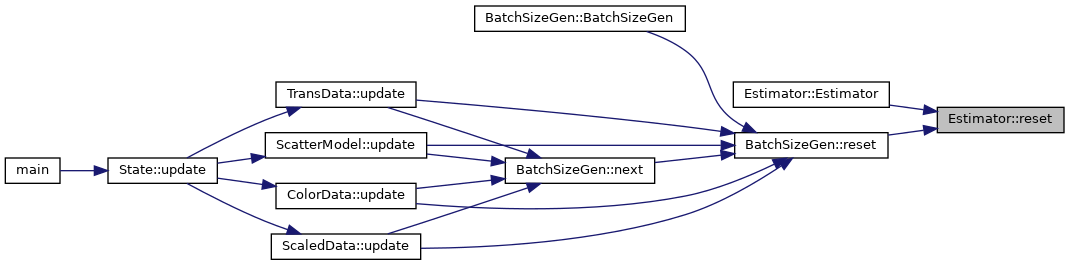 BatchSizeGen::BatchSizeGen
TransData::update
Estimator::Estimator
Estimator::reset
ScatterModel::update
BatchSizeGen::reset
main
State::update
BatchSizeGen::next
ColorData::update
ScaledData::update